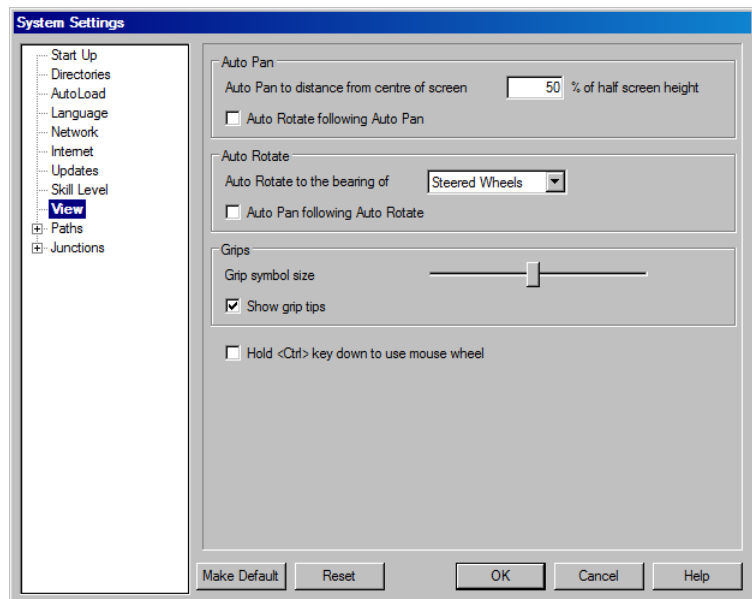 System Settings
Start Up
Directories
AutoLoad
Language
Network
Internet
Updates
Skill Level
View
Paths
Junctions
Auto Pan
Auto Pan to distance from centre of screen 50 % of half screen height
Auto Rotate following Auto Pan
Auto Rotate
Auto Rotate to the bearing of Steered Wheels
Auto Pan following Auto Rotate
Grips
Grip symbol size
Show grip tips
Hold <Ctrl> key down to use mouse wheel
Make Default Reset OK Cancel Help